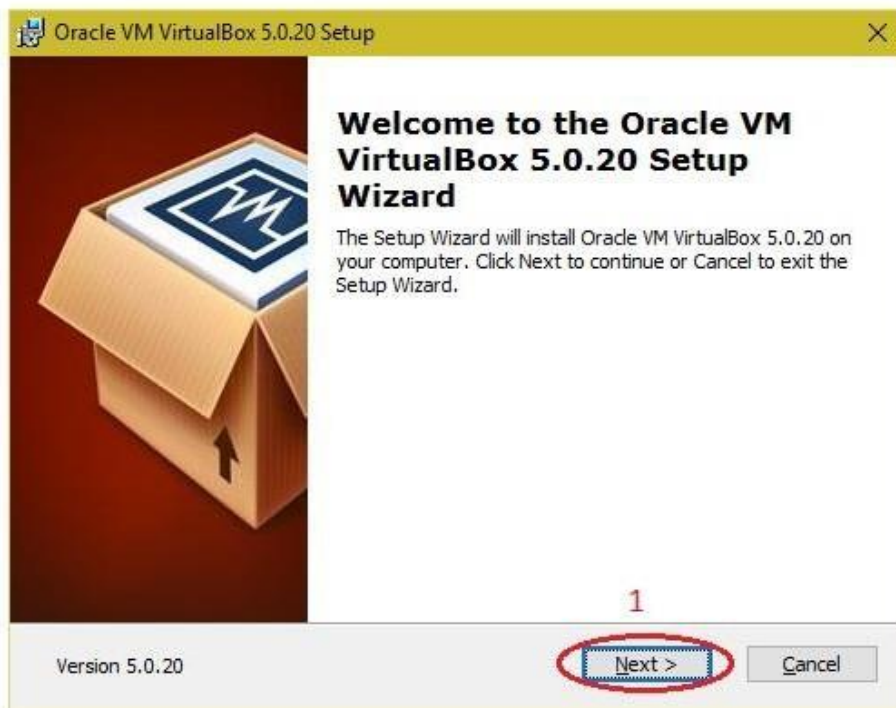 Oracle VM VirtualBox 5.0.20 Setup
Welcome to the Oracle VM
VirtualBox 5.0.20 Setup
Wizard
The Setup Wizard will install Oracle VM VirtualBox 5.0.20 on
your computer. Click Next to continue or Cancel to exit the
Setup Wizard.
1
Version 5.0.20
Next >
Cancel